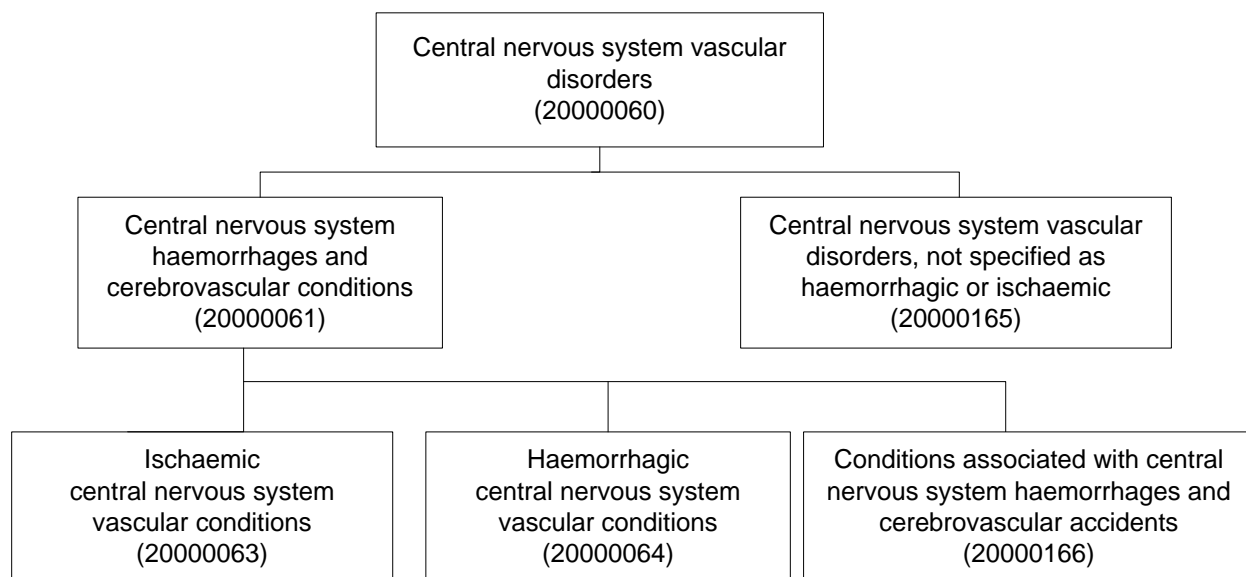 Central nervous system vascular
disorders
(20000060)
Central nervous system
haemorrhages and
cerebrovascular conditions
(20000061)
Central nervous system vascular
disorders, not specified as
haemorrhagic or ischaemic
(20000165)
Ischaemic
central nervous system
vascular conditions
(20000063)
Haemorrhagic
central nervous system
vascular conditions
(20000064)
Conditions associated with central
nervous system haemorrhages and
cerebrovascular accidents
(20000166)